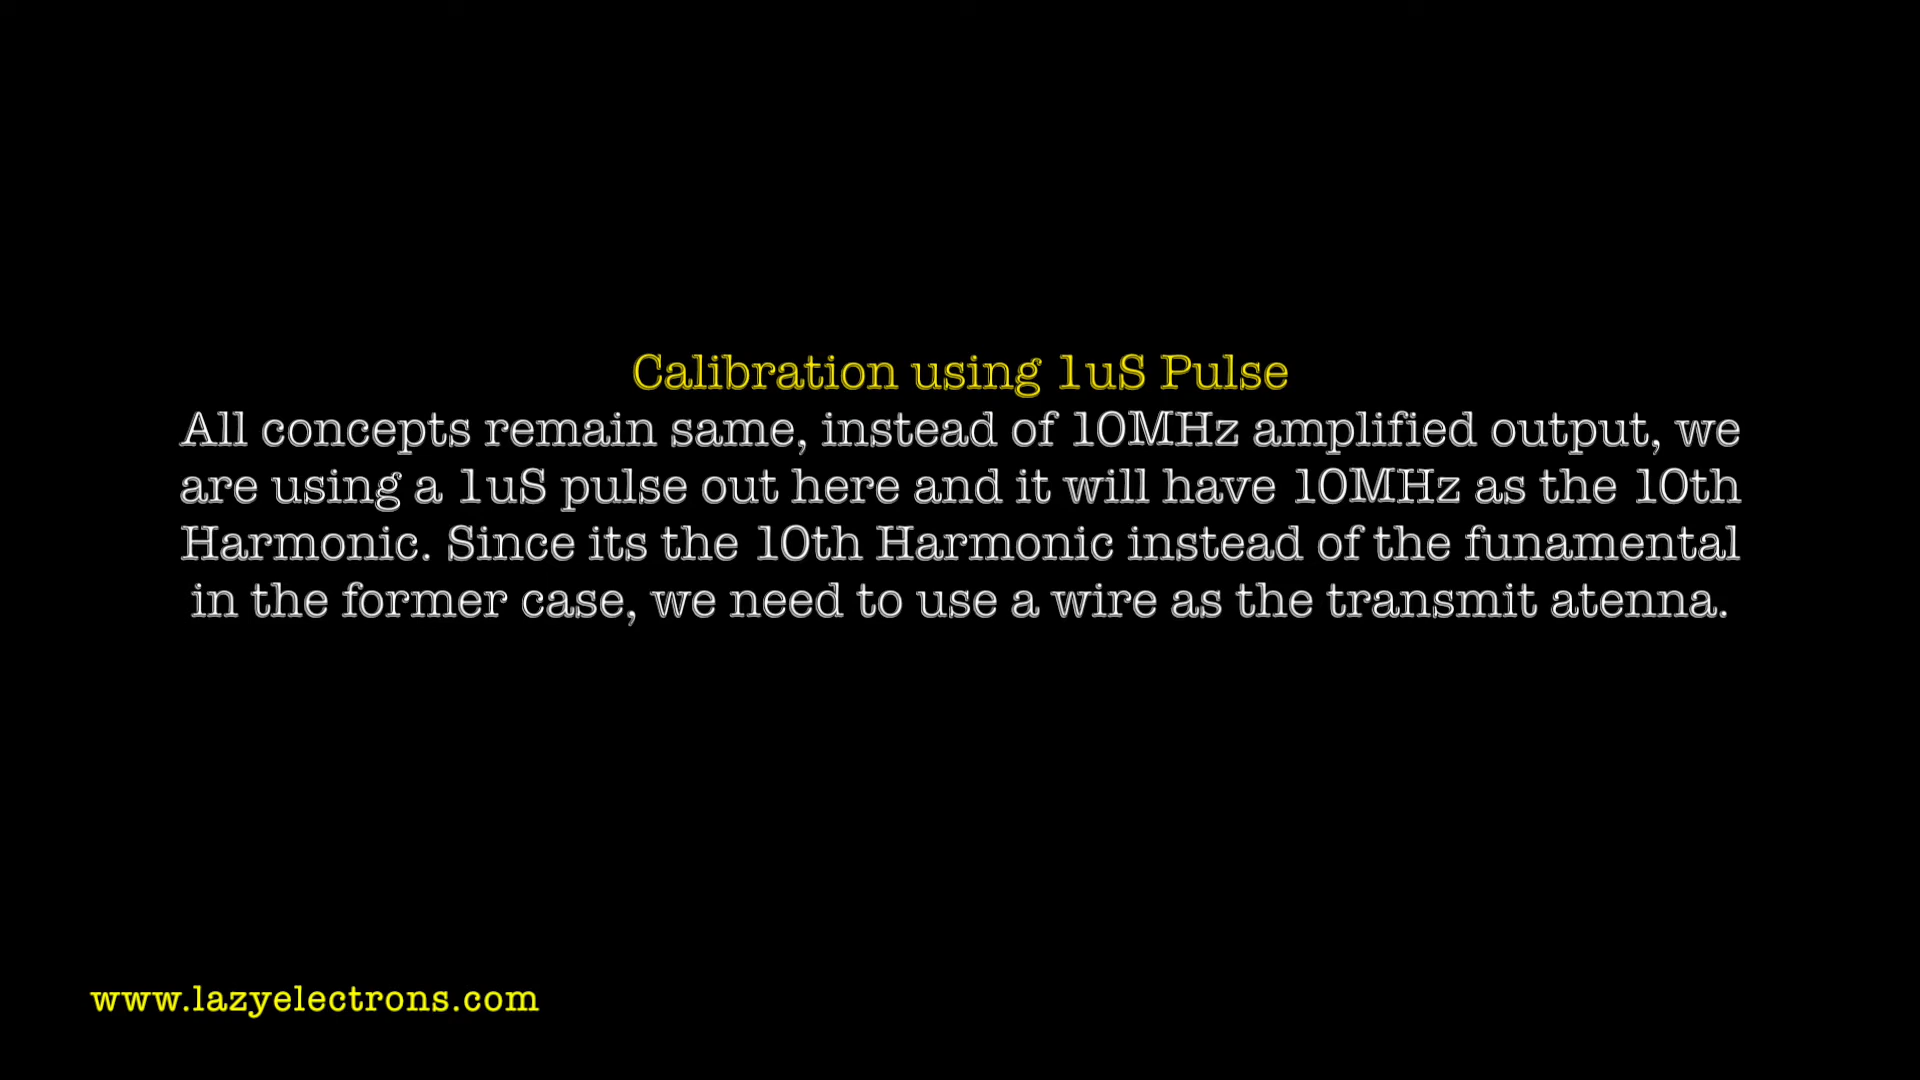 Calibration using 1uS Pulse
All concepts remain same, instead of 10MHz amplified output, we
are using a 1uS pulse out here and it will have 10MHz as the 10th
Harmonic. Since its the 10th Harmonic instead of the funamental
in the former case, we need to use a wire as the transmit atenna.
www.lazyelectrons.com